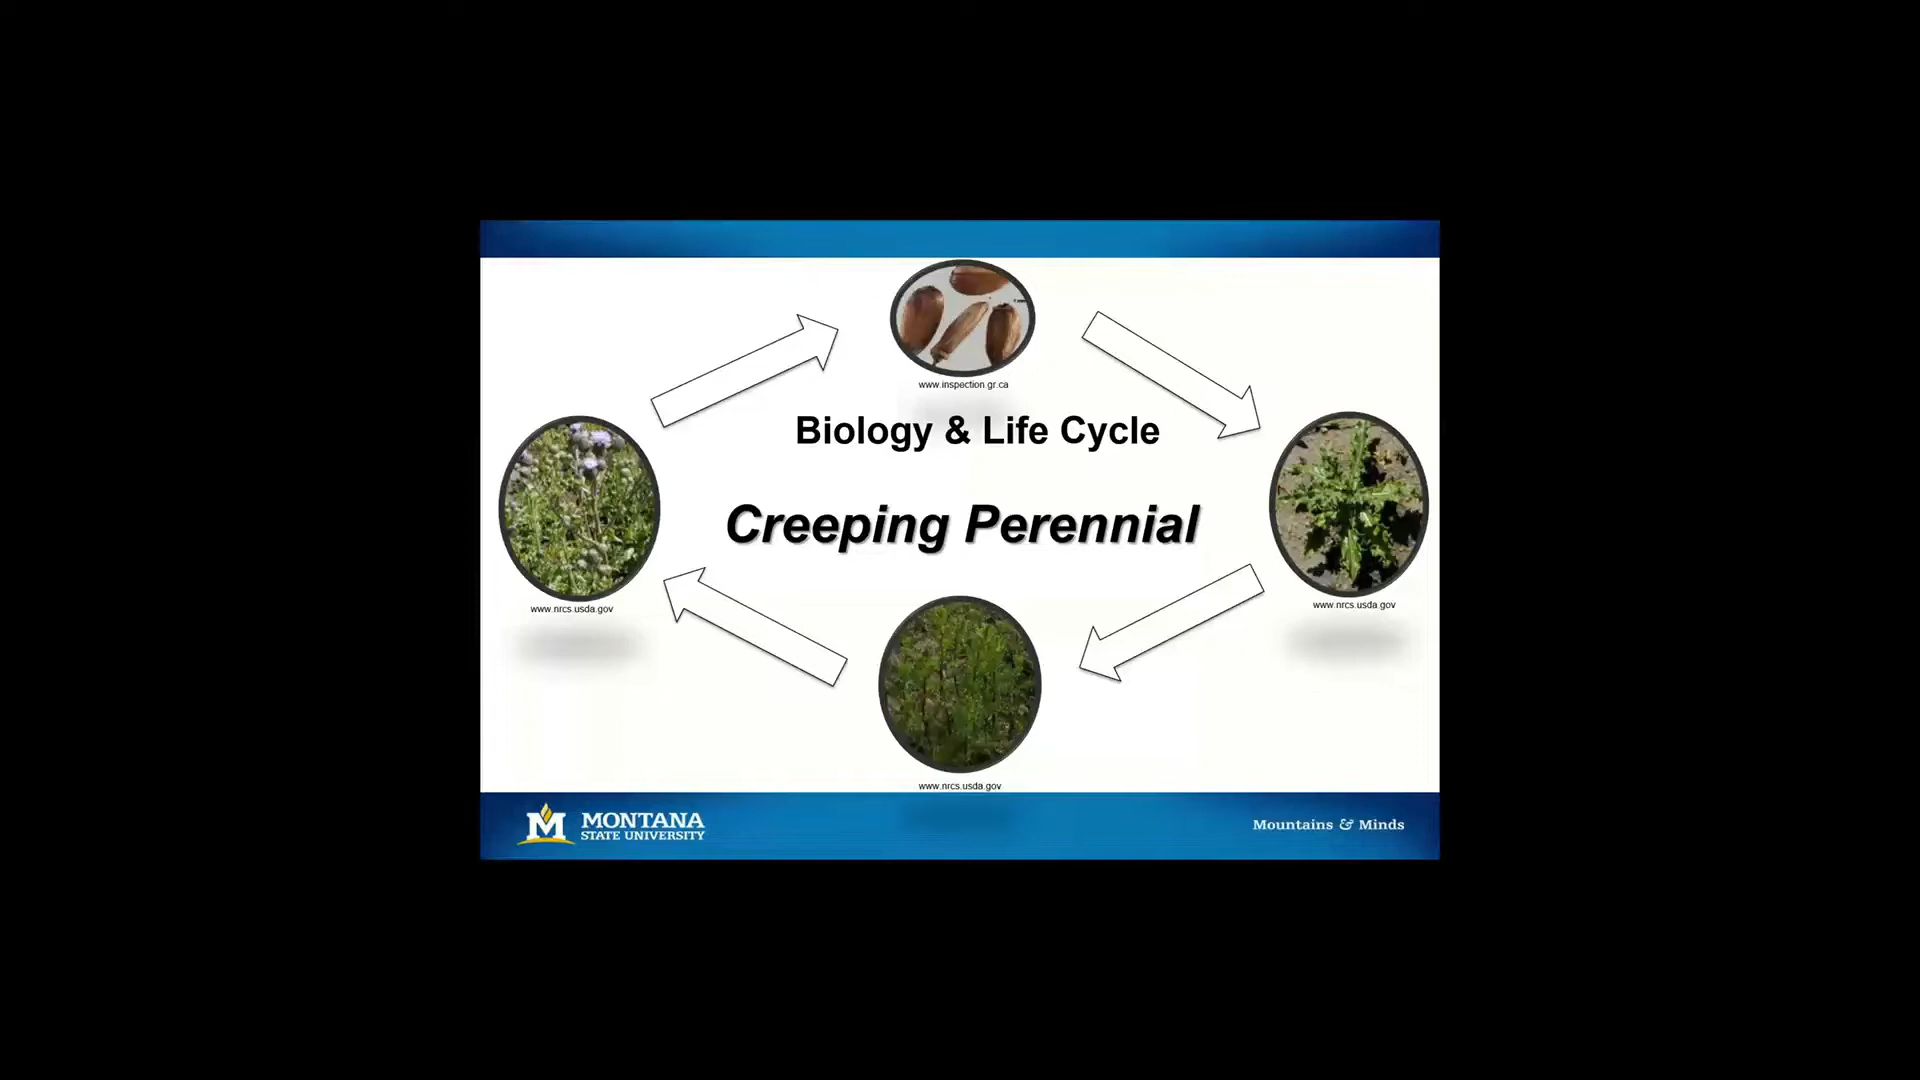 www.inspection.gr.ca
Biology & Life Cycle
Creeping Perennial
www.nrcs.usda.gov
www.nrcs.usda.gov
www.nrcs.usda.gov
M MONTANA
STATE UNIVERSITY
Mountains & Minds